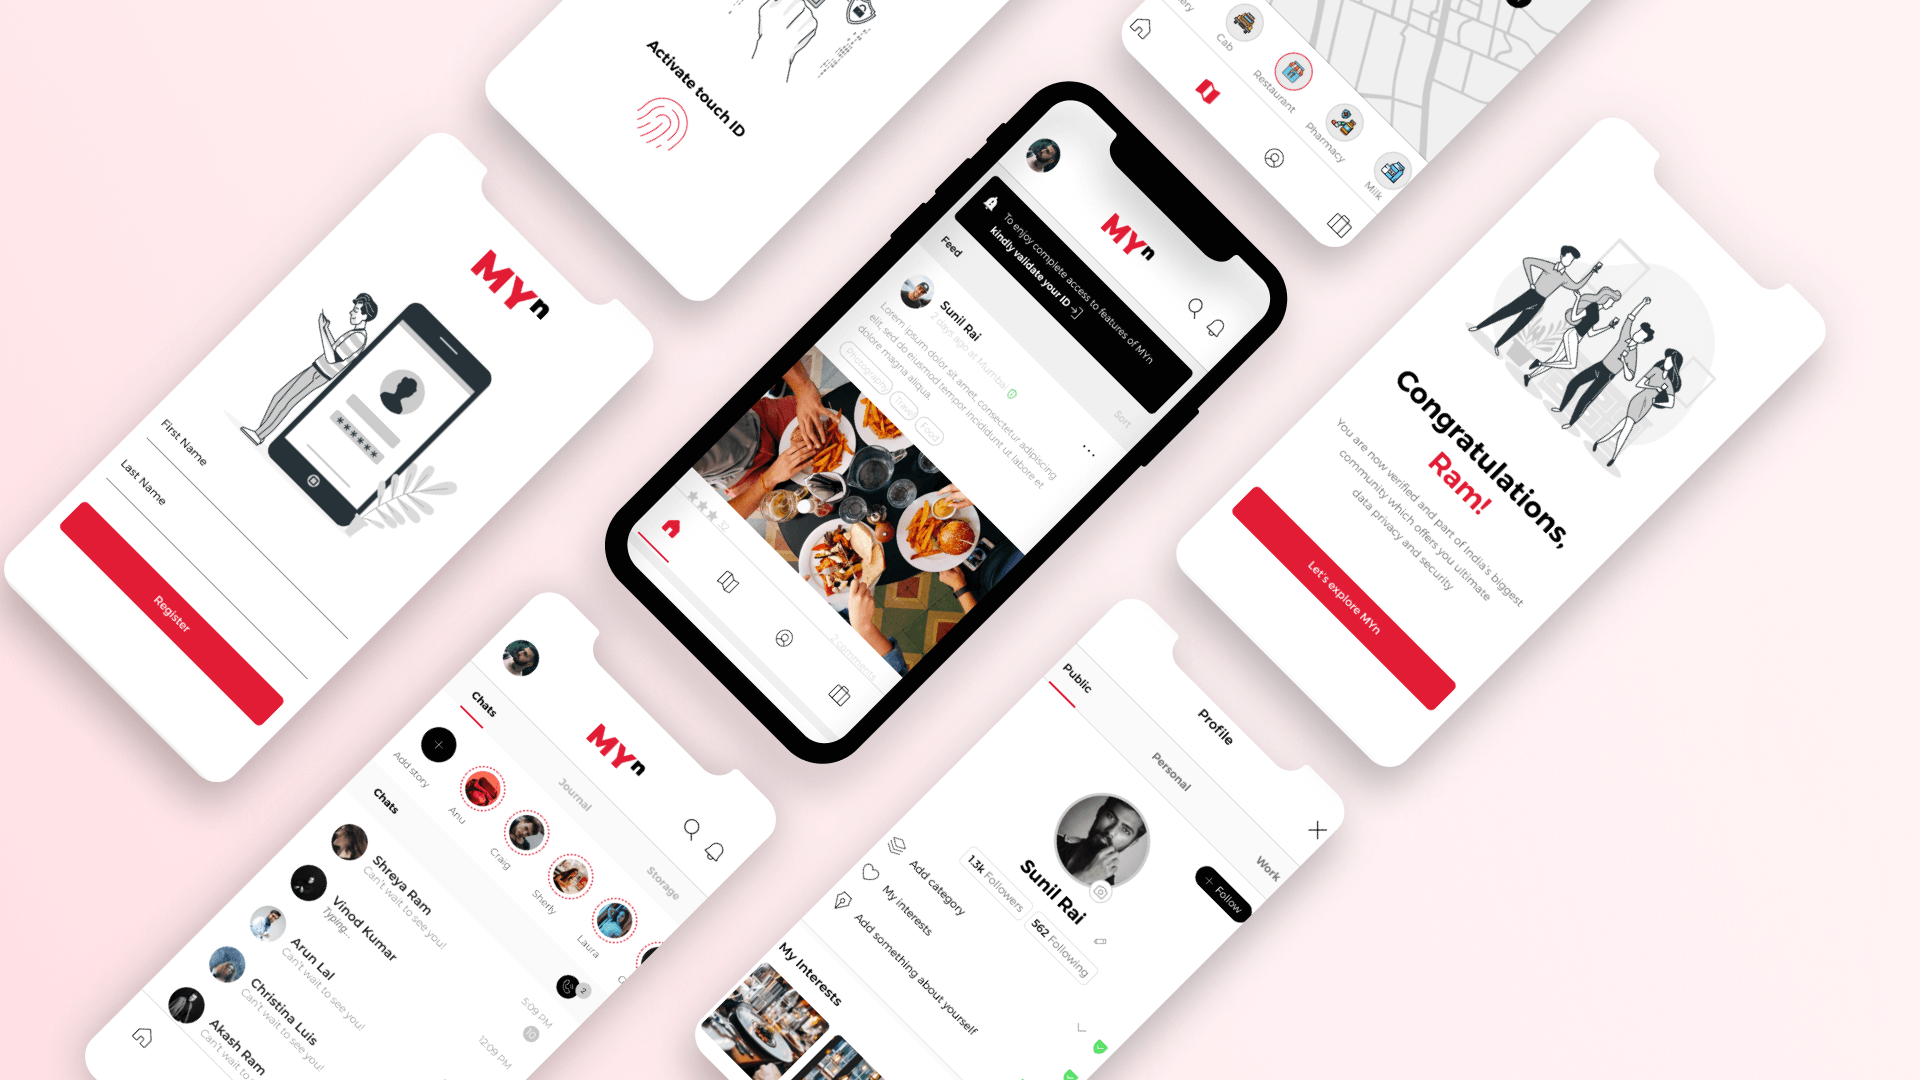 Activate touch ID
Cab
Restaurant
Pharmacy
Milk
MYn
First Name
Last Name
Register
MYn
To enjoy complete access to features of MYn
kindly validate your ID
Feed
Sort
Sunil Rai
2 days ago at Mumbai
Lorem ipsum dolor sit amet, consectetur adipiscing
elit, sed do eiusmod tempor incididunt ut labore et
dolore magna aliqua.
Photography
Travel
Food
32
2 comments
Congratulations,
Ram!
You are now verified and part of India's biggest
community which offers you ultimate
data privacy and security
Let's explore MYn
MYn
Chats
Journal
Storage
Add story
Anu
Craig
Sherly
Laura
Chats
2
Shreya Ram
Can't wait to see you!
5:09 PM
10
Vinod Kumar
Typing...
12:09 PM
Arun Lal
Can't wait to see you!
Christina Luis
Can't wait to see you!
Akash Ram
Can't wait to
Profile
Public
Personal
Work
Sunil Rai
+ Follow
1.3k Followers
562 Following
Add category
My interests
Add something about yourself
My Interests